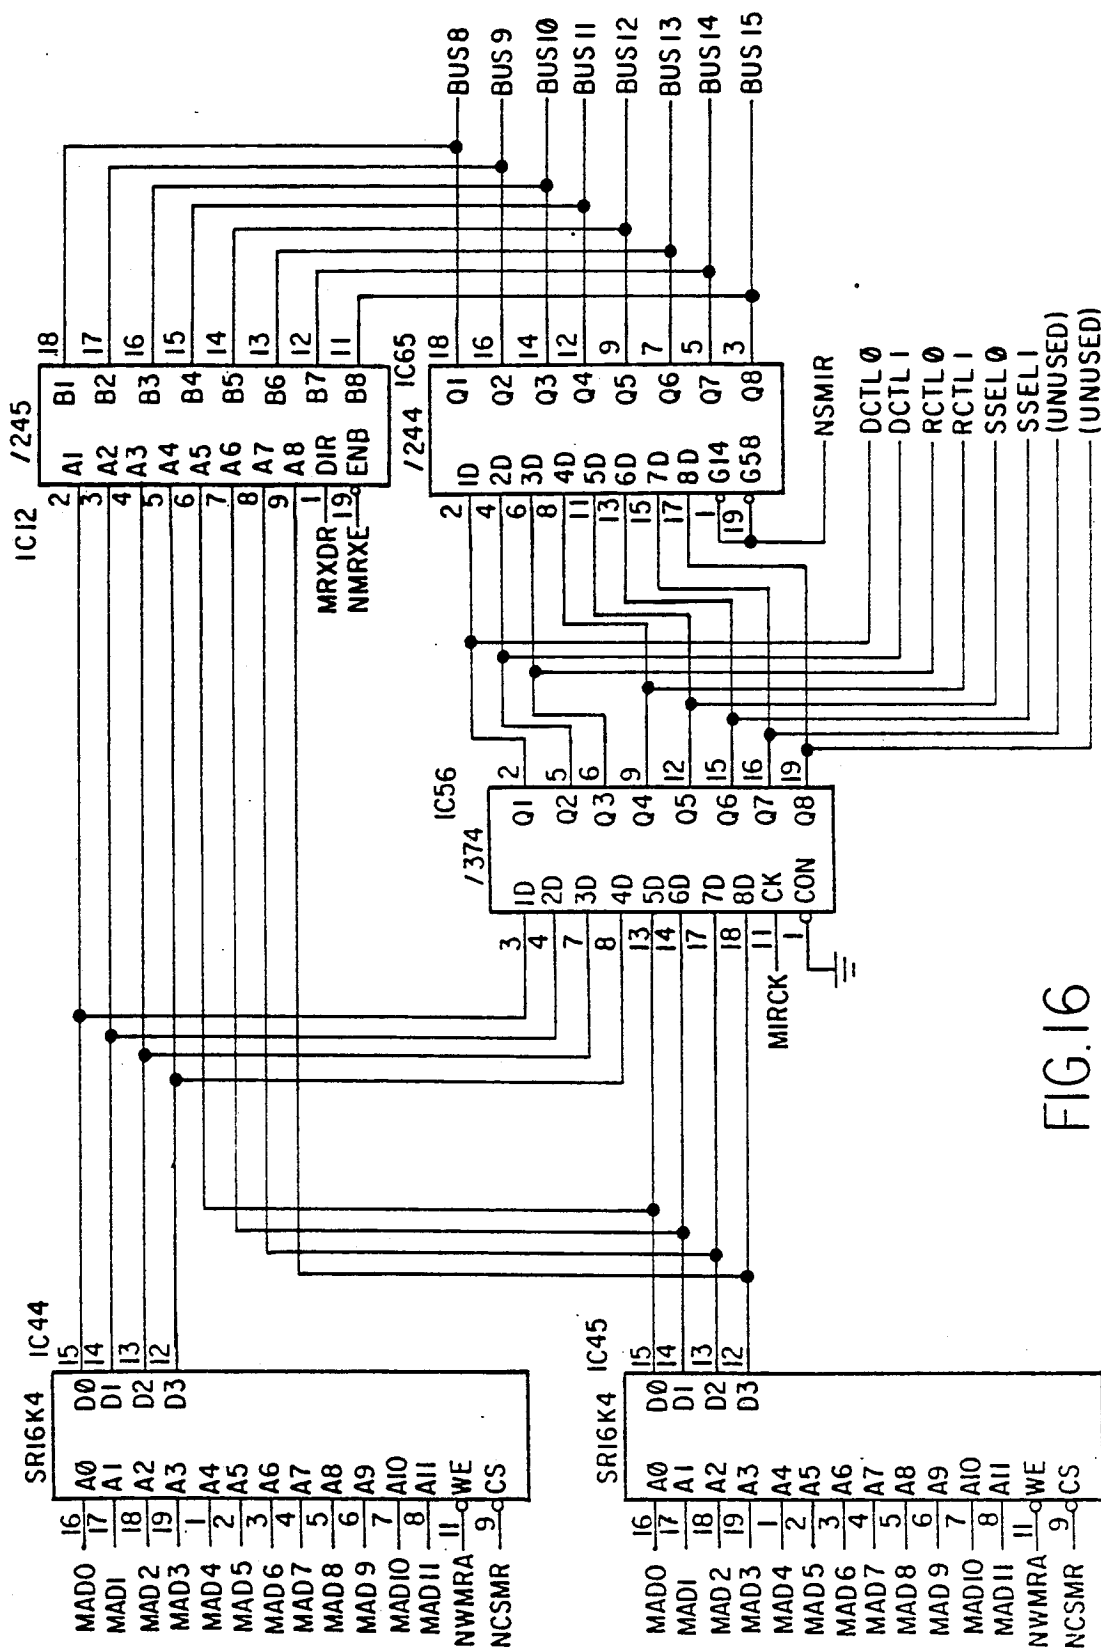 IC44
SR16K4
16 A0 D0 15
17 A1 D1 14
18 A2 D2 13
19 A3 D3 12
1 A4
2 A5
3 A6
4 A7
5 A8
6 A9
7 A10
8 A11
11 WE
9 CS
MAD0
MAD1
MAD2
MAD3
MAD4
MAD5
MAD6
MAD7
MAD8
MAD9
MAD10
MAD11
NWMRA
NCSMR
IC45
SR16K4
16 A0 D0 15
17 A1 D1 14
18 A2 D2 13
19 A3 D3 12
1 A4
2 A5
3 A6
4 A7
5 A8
6 A9
7 A10
8 A11
11 WE
9 CS
MAD0
MAD1
MAD2
MAD3
MAD4
MAD5
MAD6
MAD7
MAD8
MAD9
MAD10
MAD11
NWMRA
NCSMR
IC12
/245
2 A1 B1 18
3 A2 B2 17
4 A3 B3 16
5 A4 B4 15
6 A5 B5 14
7 A6 B6 13
8 A7 B7 12
9 A8 B8 11
MRXDR 1 DIR
NMRXE 19 ENB
IC56
/374
3 1D Q1 2
4 2D Q2 5
7 3D Q3 6
8 4D Q4 9
13 5D Q5 12
14 6D Q6 15
17 7D Q7 16
18 8D Q8 19
MIRCK 11 CK
1 CON
IC65
/244
2 1D Q1 18
4 2D Q2 16
6 3D Q3 14
8 4D Q4 12
11 5D Q5 9
13 6D Q6 7
15 7D Q7 5
17 8D Q8 3
1 G14
19 G58
BUS8
BUS9
BUS10
BUS11
BUS12
BUS13
BUS14
BUS15
NSMIR
DCTL0
DCTL1
RCTL0
RCTL1
SSEL0
SSEL1
(UNUSED)
(UNUSED)
FIG.16